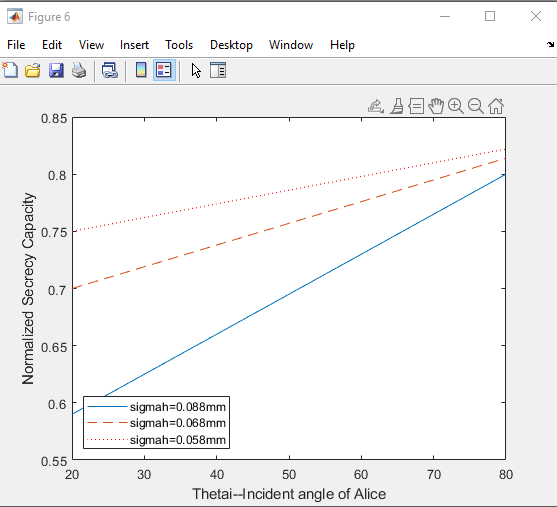 Figure 6
File Edit View Insert Tools Desktop Window Help
0.85
0.8
0.75
0.7
0.65
0.6
0.55
Normalized Secrecy Capacity
sigmah=0.088mm
sigmah=0.068mm
sigmah=0.058mm
20 30 40 50 60 70 80
Thetai--Incident angle of Alice